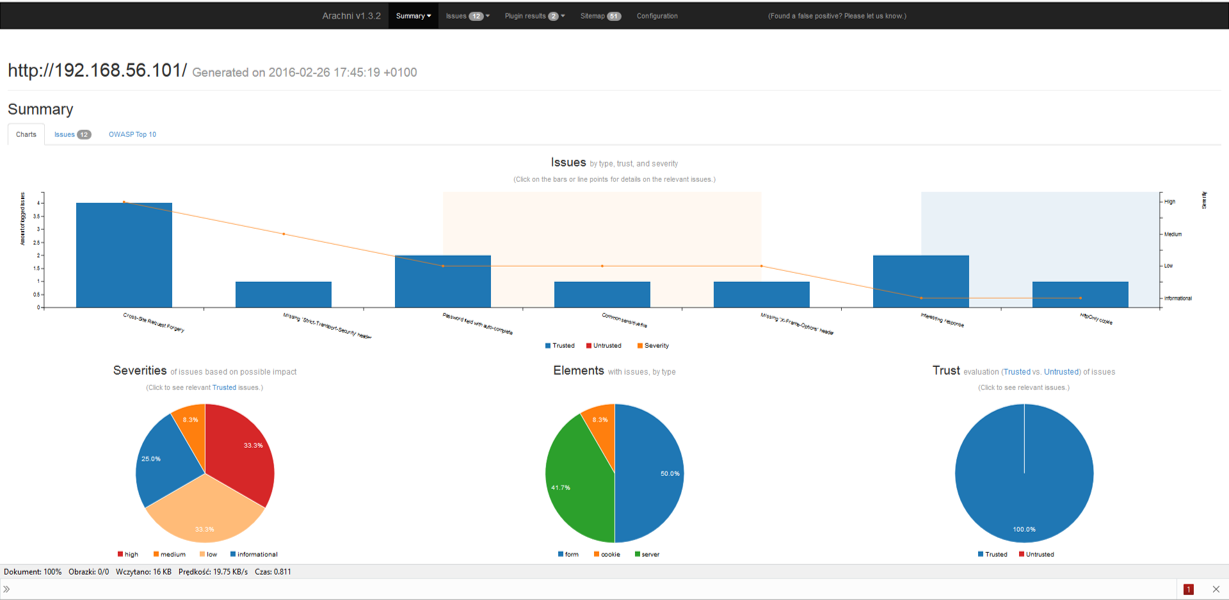 Arachni v1.3.2 Summary Issues 12 Plugin results 2 Sitemap 51 Configuration (Found a false positive? Please let us know.)
http://192.168.56.101/ Generated on 2016-02-26 17:45:19 +0100
Summary
Charts Issues 12 OWASP Top 10
Issues by type, trust, and severity
(Click on the bars or line points for details on the relevant issues.)
Amount of logged issues
4
3.5
3
2.5
2
1.5
1
0.5
0
High
Medium
Low
Informational
Severity
Cross-Site Request Forgery
Missing 'Strict-Transport-Security' header
Password field with auto-complete
Common sensitive file
Missing 'X-Frame-Options' header
Interesting response
HttpOnly cookie
Trusted Untrusted Severity
Severities of issues based on possible impact
(Click to see relevant Trusted issues.)
8.3%
33.3%
25.0%
33.3%
high medium low informational
Elements with issues, by type
8.3%
50.0%
41.7%
form cookie server
Trust evaluation (Trusted vs. Untrusted) of issues
(Click to see relevant issues.)
100.0%
Trusted Untrusted
Dokument: 100% Obrazki: 0/0 Wczytano: 16 KB Prędkość: 19.75 KB/s Czas: 0.811
1